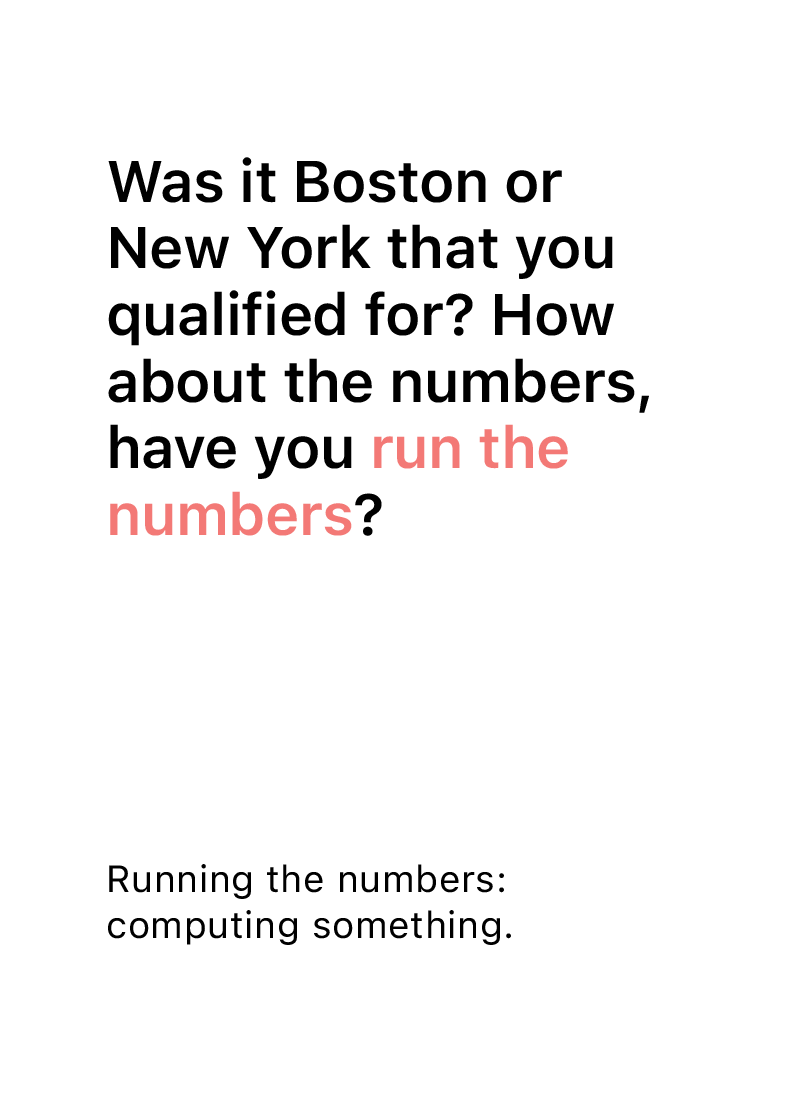 Was it Boston or
New York that you
qualified for? How
about the numbers,
have you run the
numbers?
Running the numbers:
computing something.